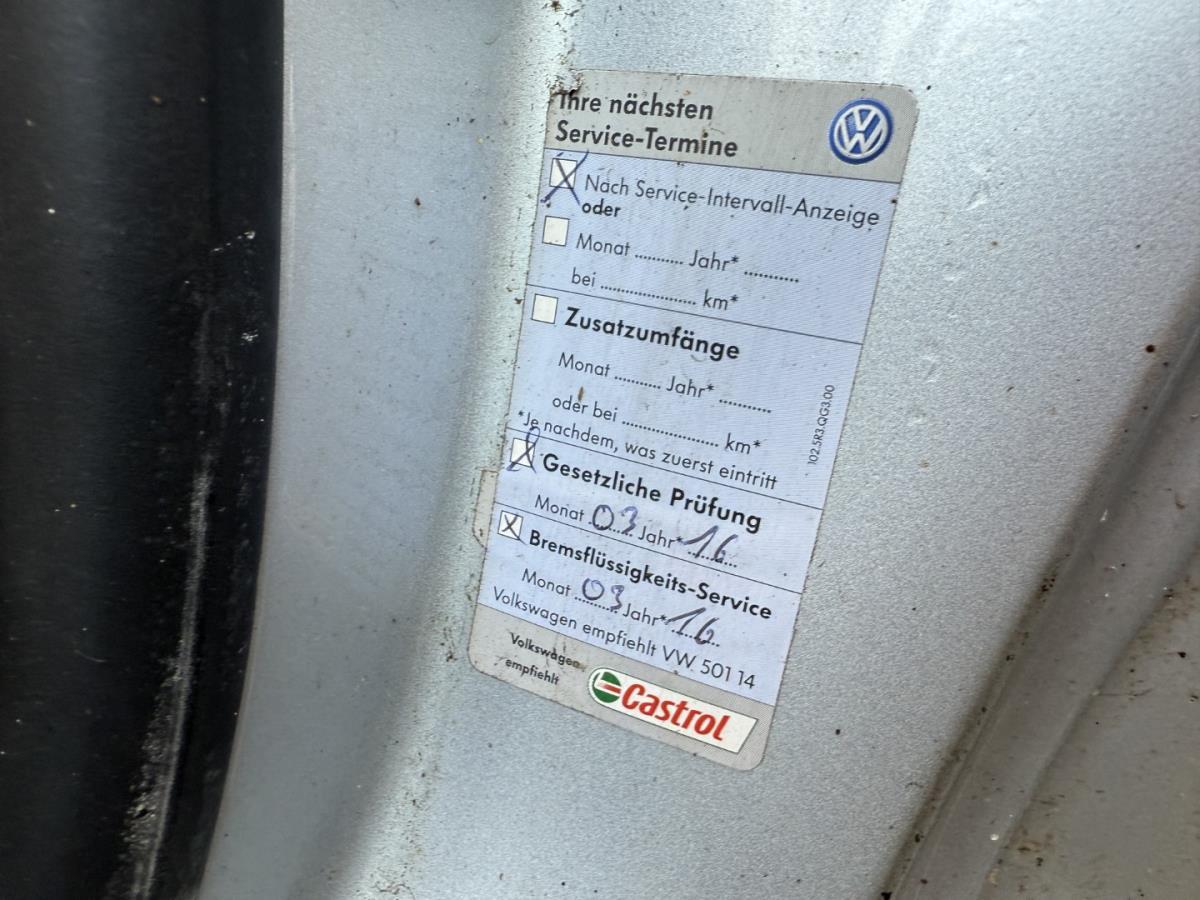 Ihre nächsten
Service-Termine
Nach Service-Intervall-Anzeige
oder
Monat .......... Jahr* ...........
bei ..................... km*
Zusatzumfänge
Monat .......... Jahr* ...........
oder bei ..................... km*
*Je nachdem, was zuerst eintritt
102.5R3.QG3.00
Gesetzliche Prüfung
Monat 03 Jahr* 16
Bremsflüssigkeits-Service
Monat 03 Jahr* 16
Volkswagen empfiehlt VW 501 14
Volkswagen
empfiehlt
Castrol